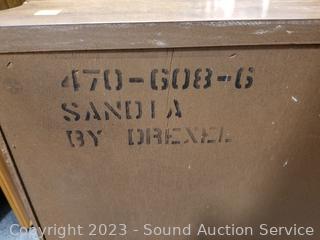 470-608-6
SANDIA
BY DREXEL
Copyright 2023 - Sound Auction Service